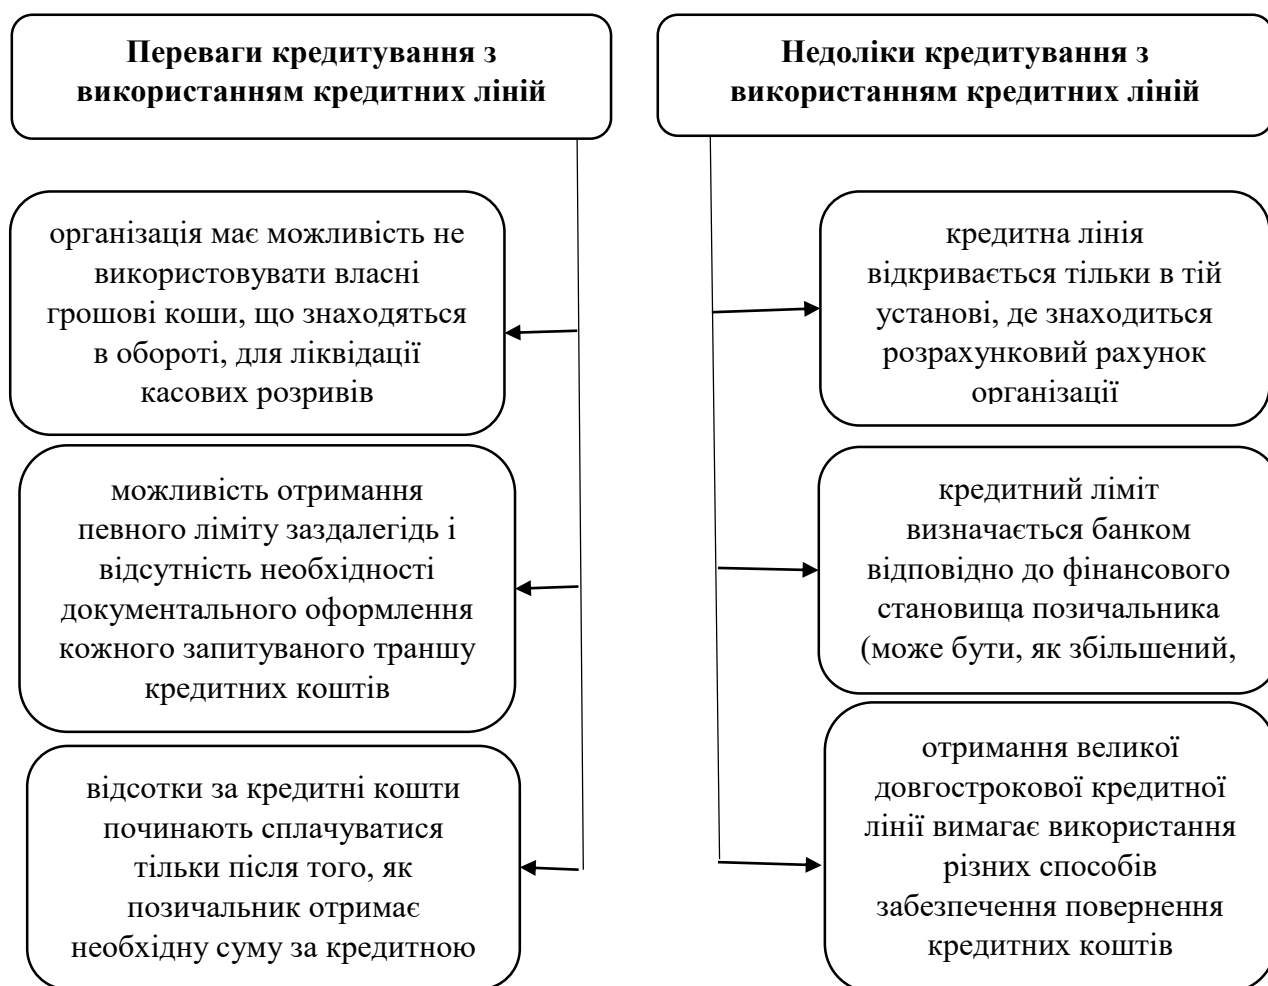 Переваги кредитування з
використанням кредитних ліній
організація має можливість не
використовувати власні
грошові коши, що знаходяться
в обороті, для ліквідації
касових розривів
можливість отримання
певного ліміту заздалегідь і
відсутність необхідності
документального оформлення
кожного запитуваного траншу
кредитних коштів
відсотки за кредитні кошти
починають сплачуватися
тільки після того, як
позичальник отримає
необхідну суму за кредитною
Недоліки кредитування з
використанням кредитних ліній
кредитна лінія
відкривається тільки в тій
установі, де знаходиться
розрахунковий рахунок
організації
кредитний ліміт
визначається банком
відповідно до фінансового
становища позичальника
(може бути, як збільшений,
отримання великої
довгострокової кредитної
лінії вимагає використання
різних способів
забезпечення повернення
кредитних коштів